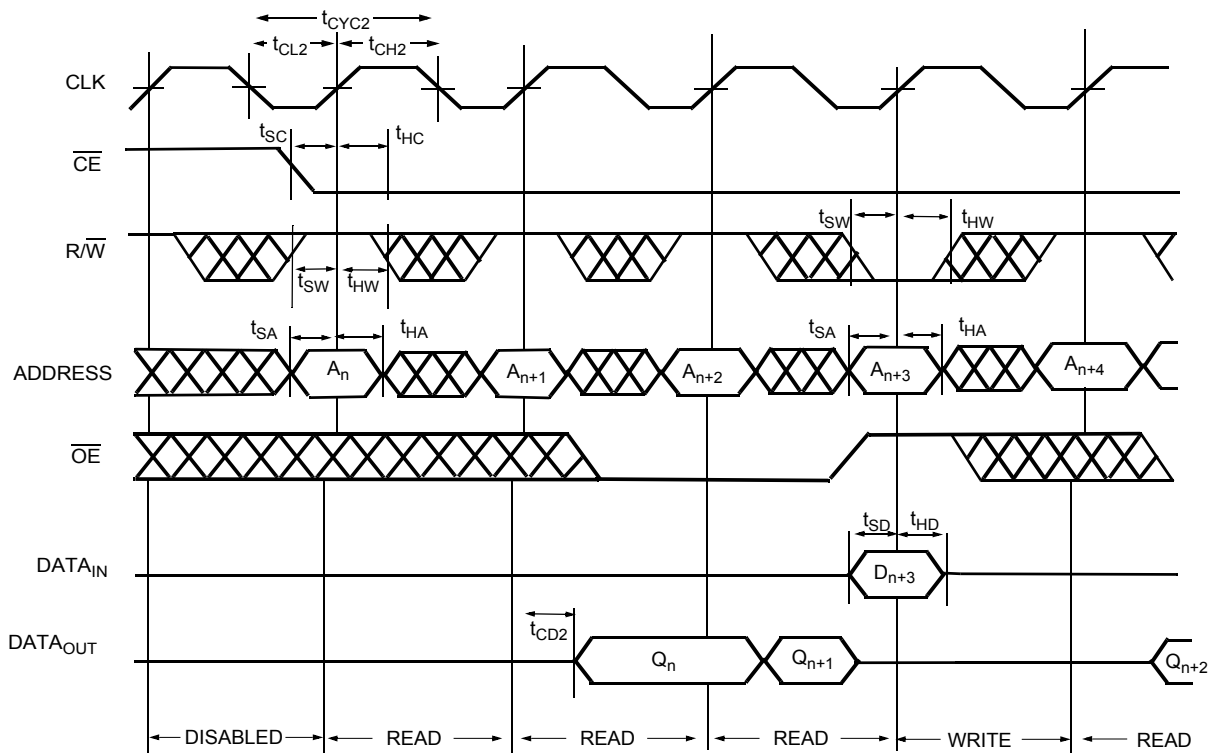 tCYC2
tCL2 tCH2
CLK
tSC tHC
CE
tSW tHW
R/W
tSW tHW
tSA tHA tSA tHA
ADDRESS An An+1 An+2 An+3 An+4
OE
tSD tHD
DATAIN Dn+3
tCD2
DATAOUT Qn Qn+1 Qn+2
DISABLED READ READ READ WRITE READ